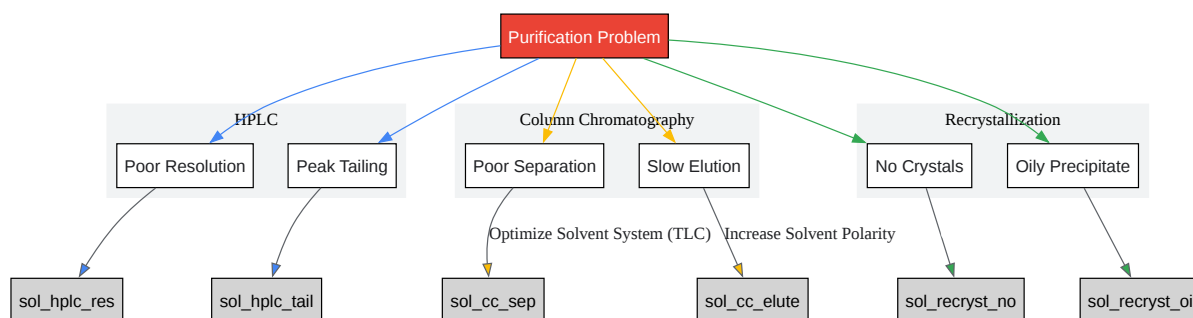 Purification Problem
HPLC
Column Chromatography
Recrystallization
Poor Resolution
Peak Tailing
Poor Separation
Slow Elution
No Crystals
Oily Precipitate
Optimize Solvent System (TLC)
Increase Solvent Polarity
sol_hplc_res
sol_hplc_tail
sol_cc_sep
sol_cc_elute
sol_recryst_no
sol_recryst_oi